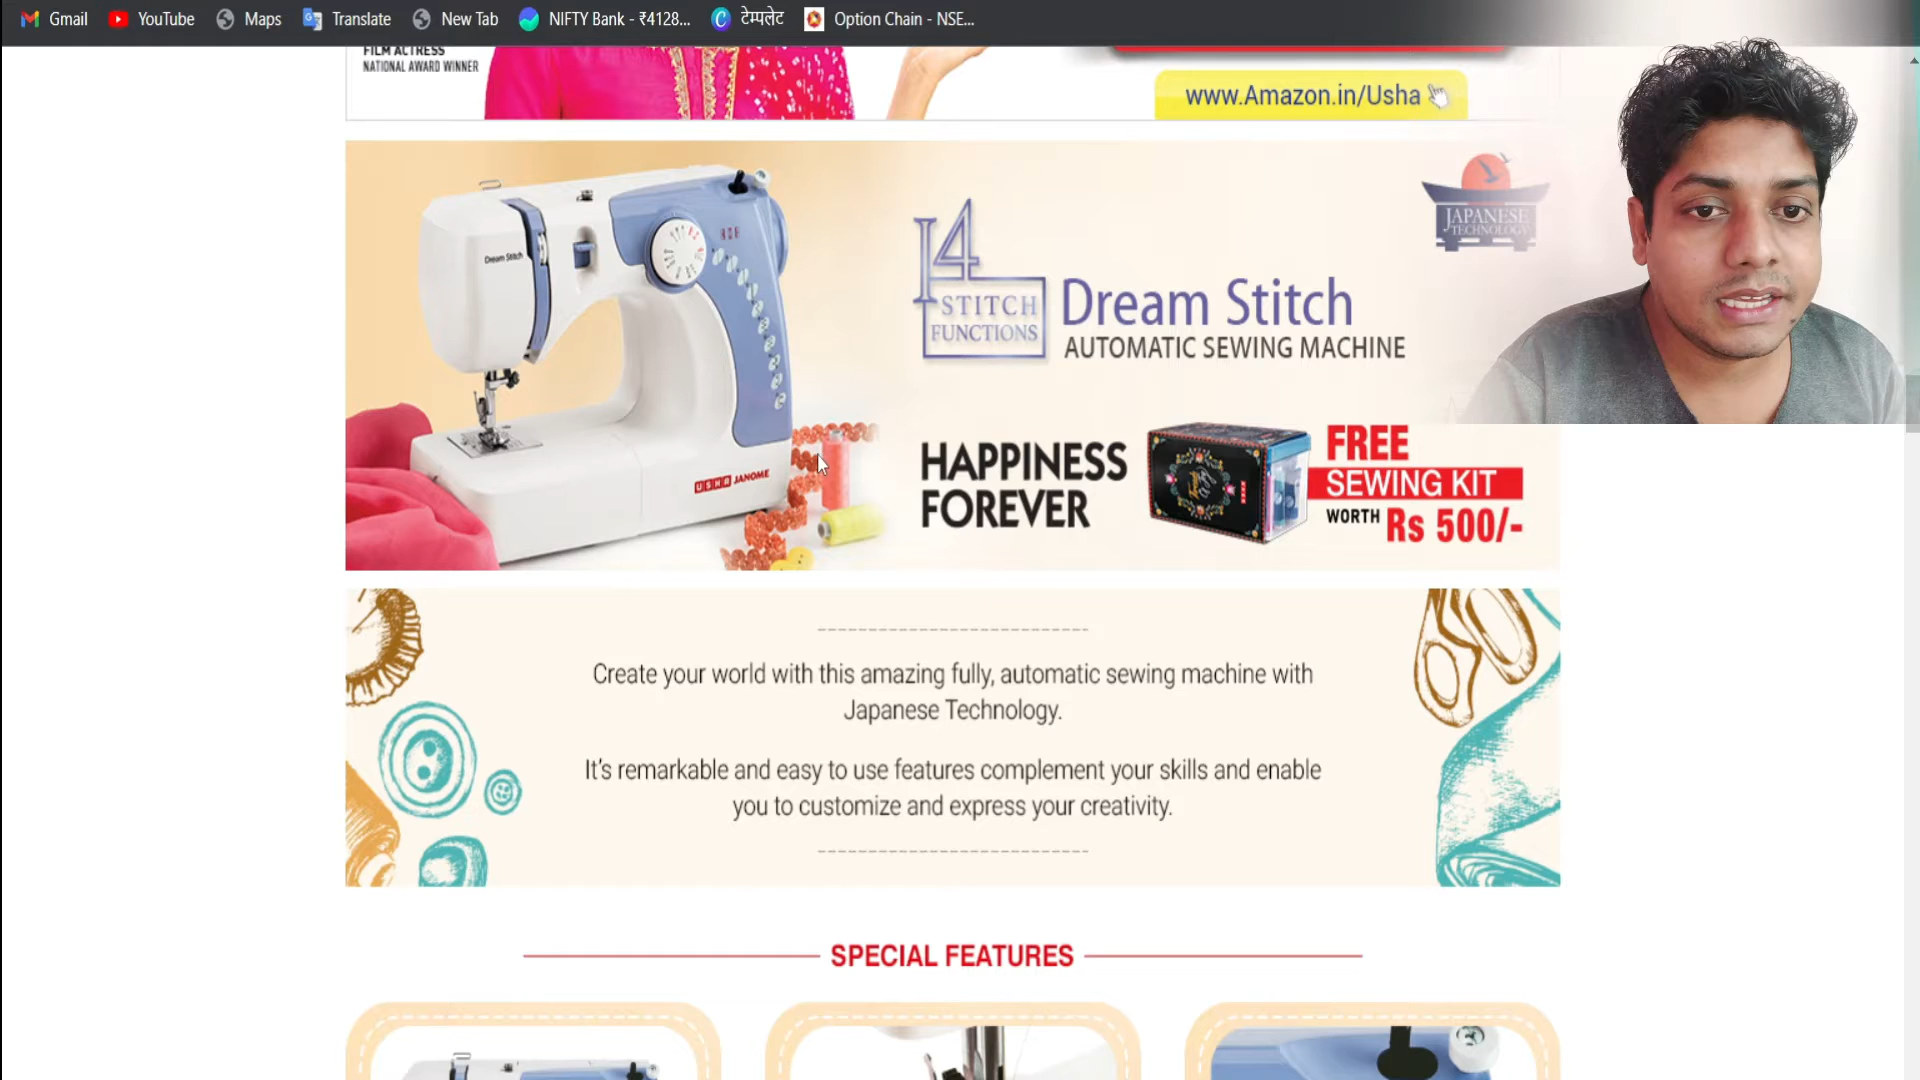 Gmail YouTube Maps Translate New Tab NIFTY Bank - ₹4128... टेम्पलेट Option Chain - NSE...
FILM ACTRESS
NATIONAL AWARD WINNER
www.Amazon.in/Usha
Dream Stitch
USHA JANOME
14
STITCH
FUNCTIONS
Dream Stitch
AUTOMATIC SEWING MACHINE
JAPANESE
TECHNOLOGY
HAPPINESS
FOREVER
FREE
SEWING KIT
WORTH Rs 500/-
Create your world with this amazing fully, automatic sewing machine with
Japanese Technology.
It's remarkable and easy to use features complement your skills and enable
you to customize and express your creativity.
SPECIAL FEATURES